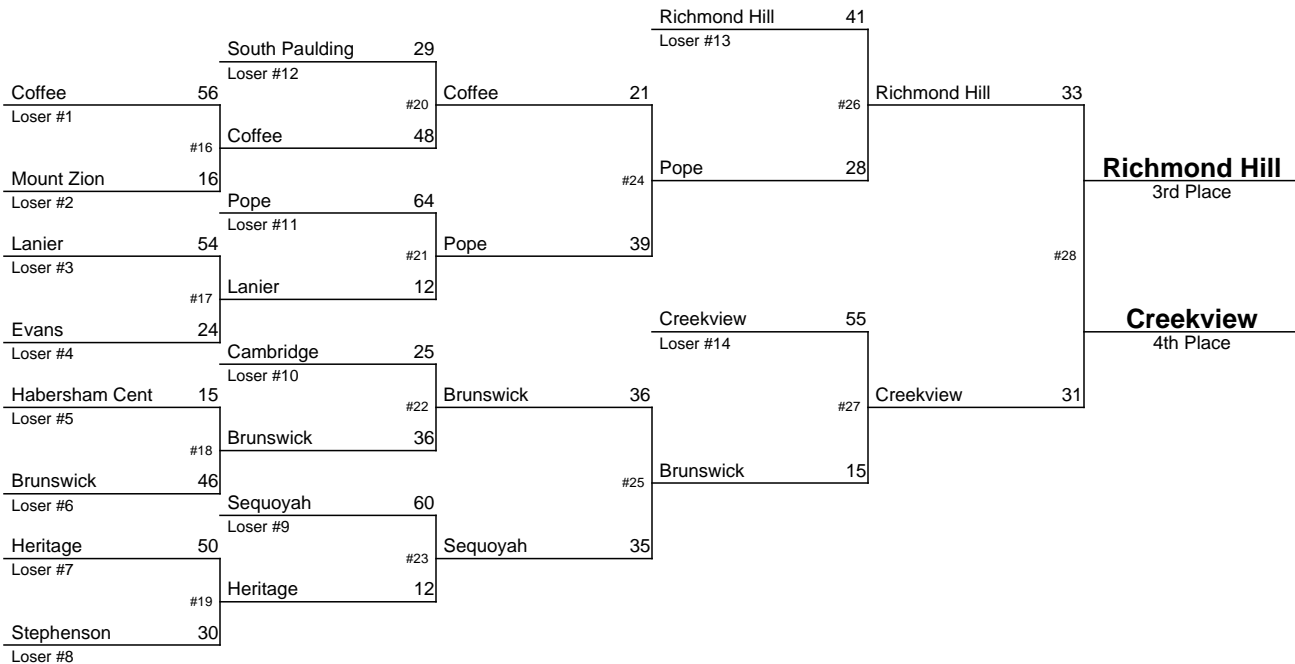 Richmond Hill 41
Loser #13
South Paulding 29
Loser #12
Coffee 56
Loser #1
#20
Coffee 21
#26
Richmond Hill 33
#16
Coffee 48
Mount Zion 16
Loser #2
#24
Pope 28
Richmond Hill
3rd Place
Pope 64
Loser #11
Lanier 54
Loser #3
#21
Pope 39
#28
#17
Lanier 12
Evans 24
Loser #4
Creekview 55
Loser #14
Creekview
4th Place
Cambridge 25
Loser #10
Habersham Cent 15
Loser #5
#22
Brunswick 36
#27
Creekview 31
#18
Brunswick 36
Brunswick 46
Loser #6
#25
Brunswick 15
Sequoyah 60
Loser #9
Heritage 50
Loser #7
#23
Sequoyah 35
#19
Heritage 12
Stephenson 30
Loser #8